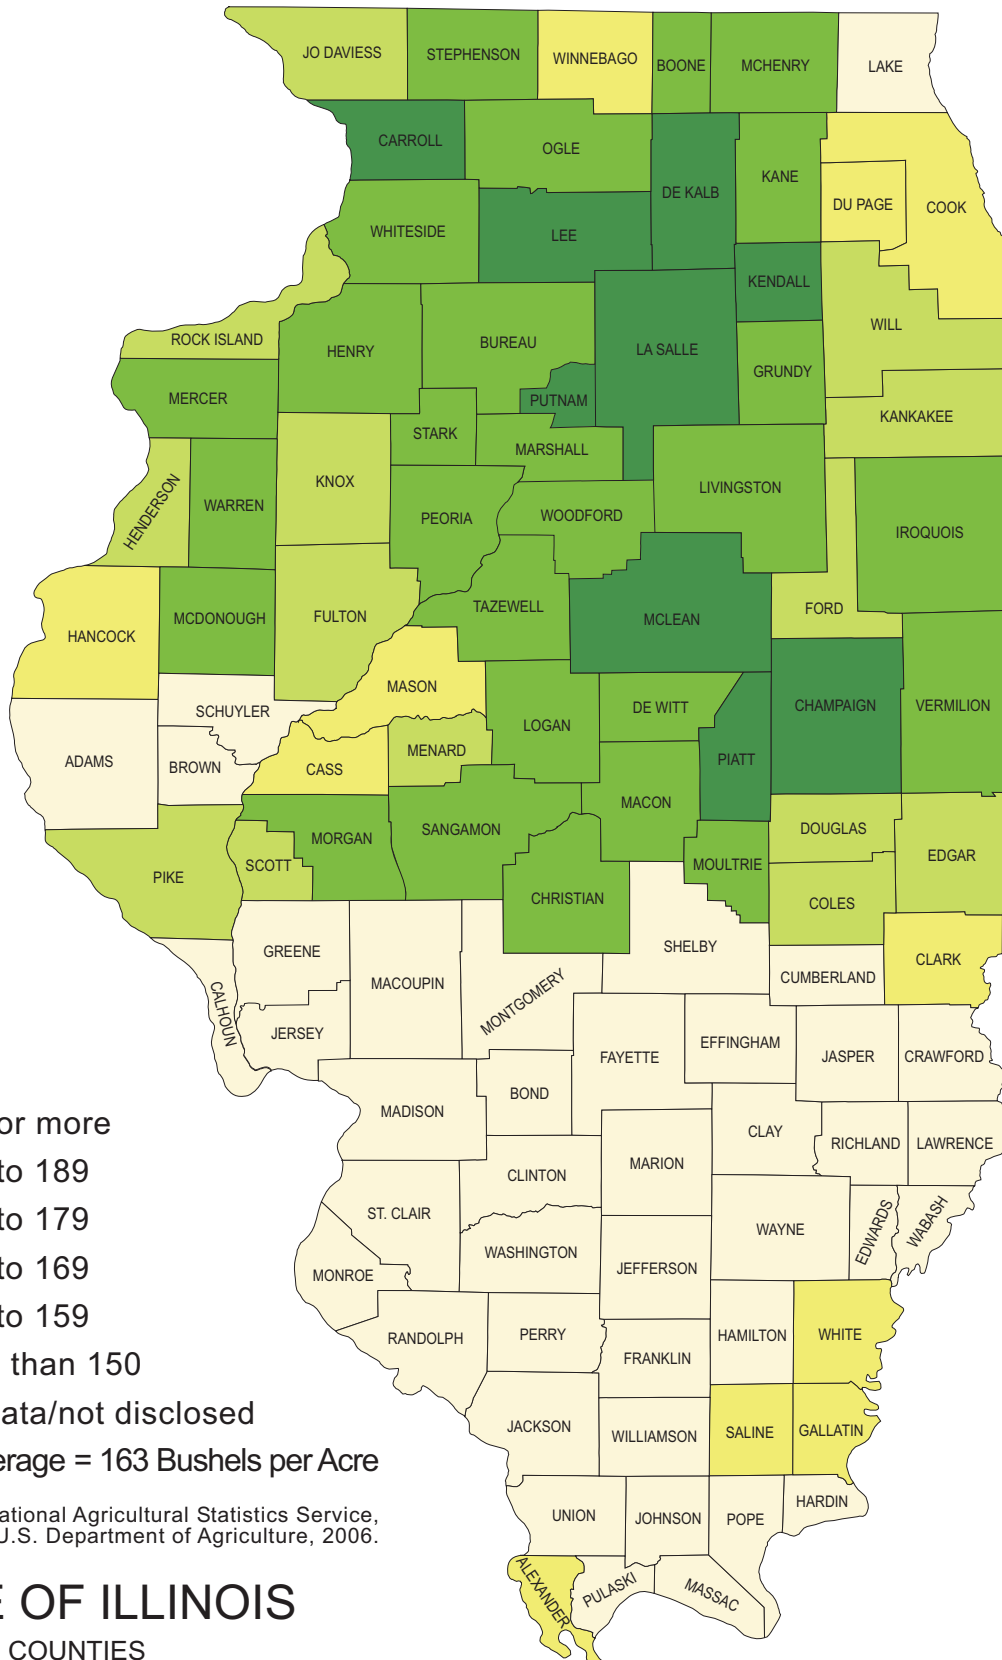 JO DAVIESS
STEPHENSON
WINNEBAGO
BOONE
MCHENRY
LAKE
CARROLL
OGLE
DE KALB
KANE
DU PAGE
COOK
WHITESIDE
LEE
KENDALL
ROCK ISLAND
HENRY
BUREAU
LA SALLE
WILL
GRUNDY
MERCER
PUTNAM
KANKAKEE
STARK
MARSHALL
HENDERSON
WARREN
KNOX
PEORIA
WOODFORD
LIVINGSTON
IROQUOIS
HANCOCK
MCDONOUGH
FULTON
TAZEWELL
MCLEAN
FORD
MASON
SCHUYLER
LOGAN
DE WITT
CHAMPAIGN
VERMILION
ADAMS
BROWN
CASS
MENARD
PIATT
MACON
MORGAN
SANGAMON
DOUGLAS
EDGAR
PIKE
SCOTT
MOULTRIE
CHRISTIAN
COLES
GREENE
MACOUPIN
MONTGOMERY
SHELBY
CUMBERLAND
CLARK
CALHOUN
JERSEY
FAYETTE
EFFINGHAM
JASPER
CRAWFORD
MADISON
BOND
CLAY
RICHLAND
LAWRENCE
CLINTON
MARION
ST. CLAIR
WASHINGTON
WAYNE
EDWARDS
WABASH
MONROE
JEFFERSON
RANDOLPH
PERRY
FRANKLIN
HAMILTON
WHITE
JACKSON
WILLIAMSON
SALINE
GALLATIN
UNION
JOHNSON
POPE
HARDIN
ALEXANDER
PULASKI
MASSAC
or more
to 189
to 179
to 169
to 159
than 150
ata/not disclosed
erage = 163 Bushels per Acre
ational Agricultural Statistics Service,
U.S. Department of Agriculture, 2006.
E OF ILLINOIS
COUNTIES